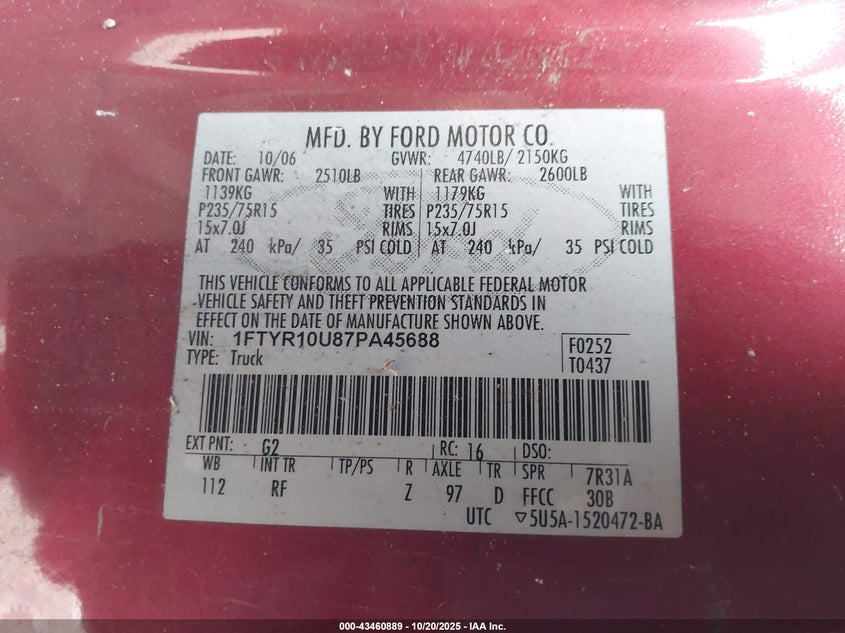 MFD. BY FORD MOTOR CO.
DATE: 10/06 GVWR: 4740LB/ 2150KG
FRONT GAWR: 2510LB REAR GAWR: 2600LB
1139KG WITH 1179KG WITH
P235/75R15 TIRES P235/75R15 TIRES
15x7.0J RIMS 15x7.0J RIMS
AT 240 kPa/ 35 PSI COLD AT 240 kPa/ 35 PSI COLD
THIS VEHICLE CONFORMS TO ALL APPLICABLE FEDERAL MOTOR
VEHICLE SAFETY AND THEFT PREVENTION STANDARDS IN
EFFECT ON THE DATE OF MANUFACTURE SHOWN ABOVE.
VIN: 1FTYR10U87PA45688 F0252
TYPE: Truck T0437
EXT PNT: G2 RC: 16 DSO:
WB INT TR TP/PS R AXLE TR SPR 7R31A
112 RF Z 97 D FFCC 30B
UTC ▽5U5A-1520472-BA
000-43460889 - 10/20/2025 - IAA Inc.